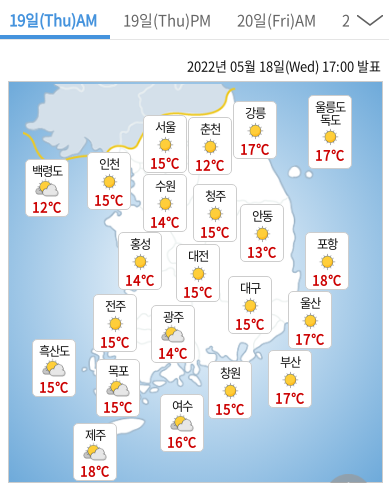 19일(Thu)AM 19일(Thu)PM 20일(Fri)AM 2
2022년 05월 18일(Wed) 17:00 발표
서울
15℃
춘천
12℃
강릉
17℃
울릉도
독도
17℃
백령도
12℃
인천
15℃
수원
14℃
청주
15℃
안동
13℃
홍성
14℃
대전
15℃
포항
18℃
대구
15℃
울산
17℃
전주
15℃
광주
14℃
흑산도
15℃
목포
15℃
창원
15℃
부산
17℃
여수
16℃
제주
18℃